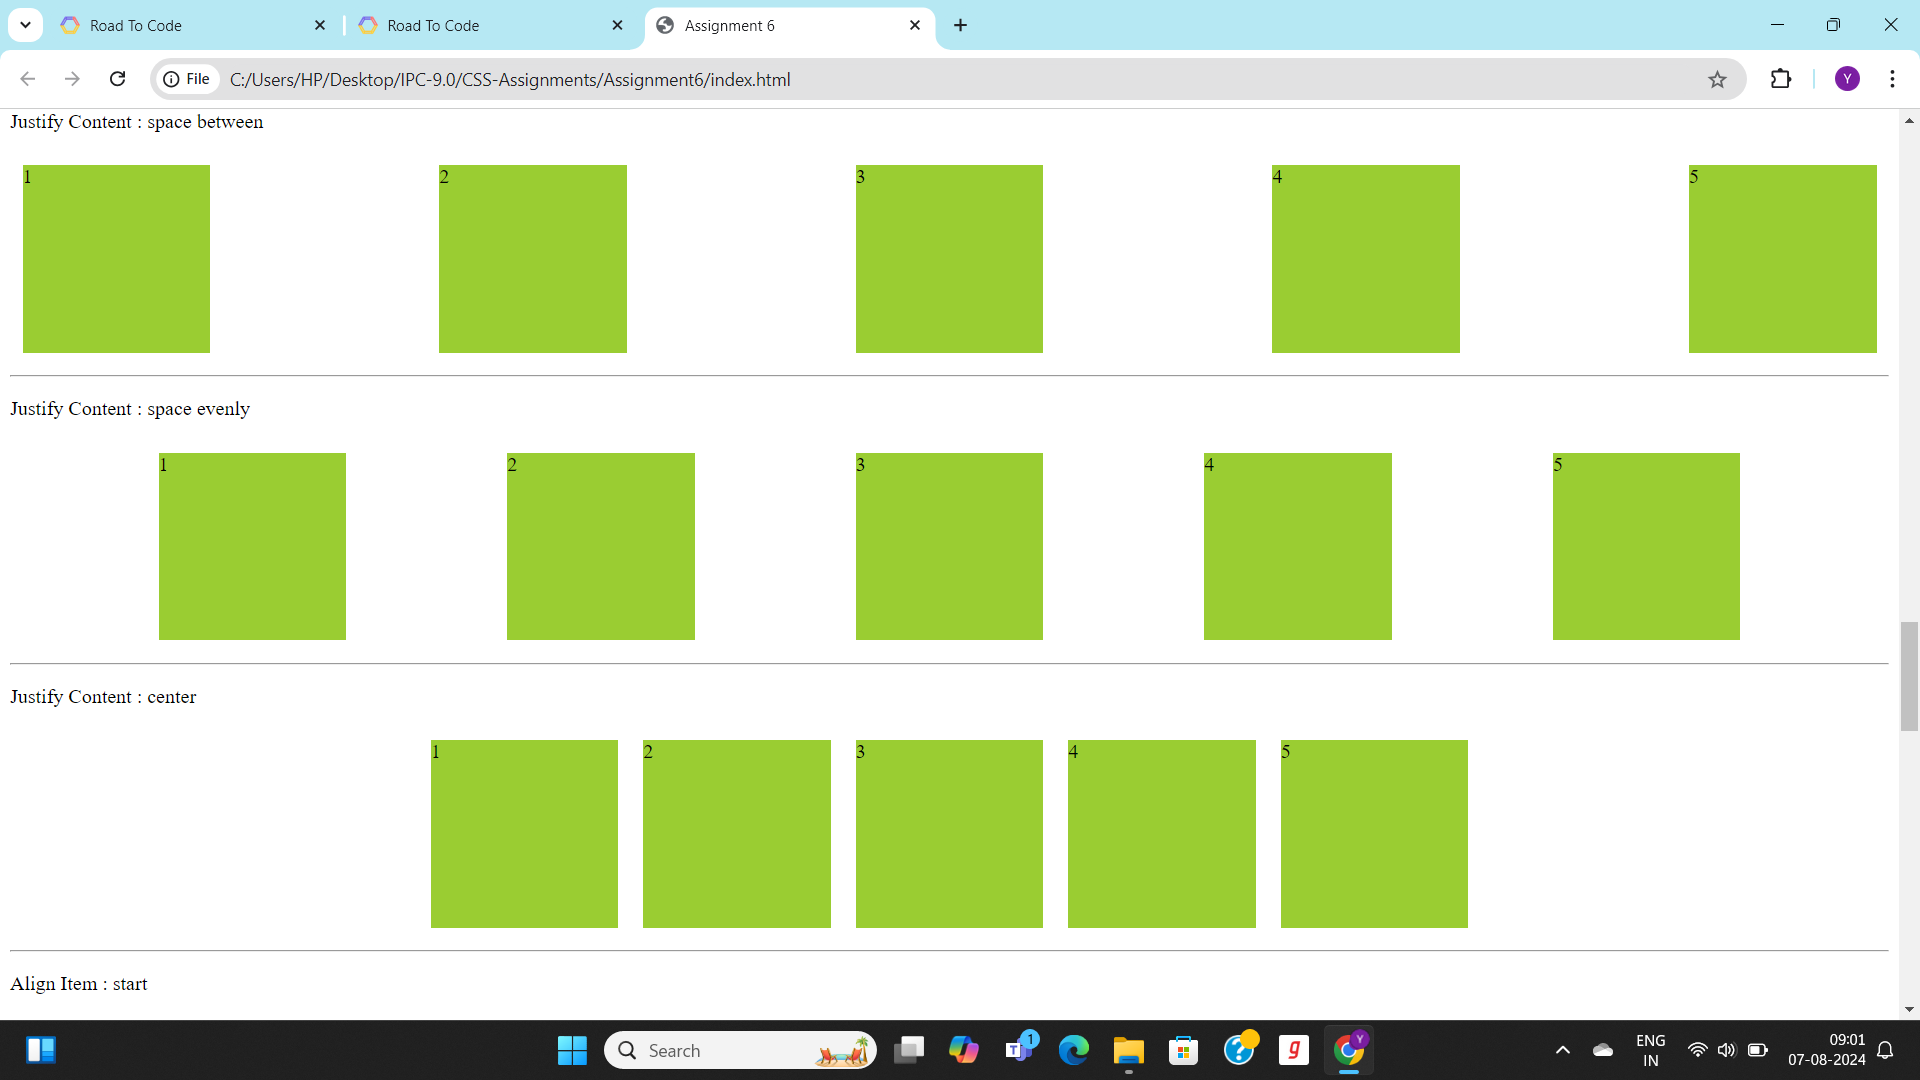 Road To Code
Road To Code
Assignment 6
File
C:/Users/HP/Desktop/IPC-9.0/CSS-Assignments/Assignment6/index.html
Y
Justify Content : space between
1 2 3 4 5
Justify Content : space evenly
1 2 3 4 5
Justify Content : center
1 2 3 4 5
Align Item : start
Search
T
1
?
g
Y
ENG
IN
09:01
07-08-2024